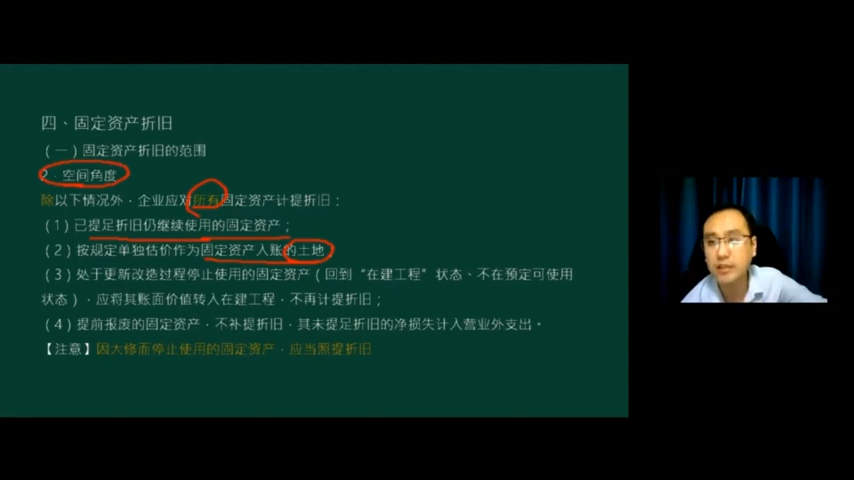 四、固定资产折旧
（一）固定资产折旧的范围
2．空间角度
除以下情况外，企业应对所有固定资产计提折旧：
（1）已提足折旧仍继续使用的固定资产；
（2）按规定单独估价作为固定资产入账的土地；
（3）处于更新改造过程停止使用的固定资产（回到“在建工程”状态、不在预定可使用
状态），应将其账面价值转入在建工程，不再计提折旧；
（4）提前报废的固定资产，不补提折旧，其未提足折旧的净损失计入营业外支出。
【注意】因大修而停止使用的固定资产，应当照提折旧